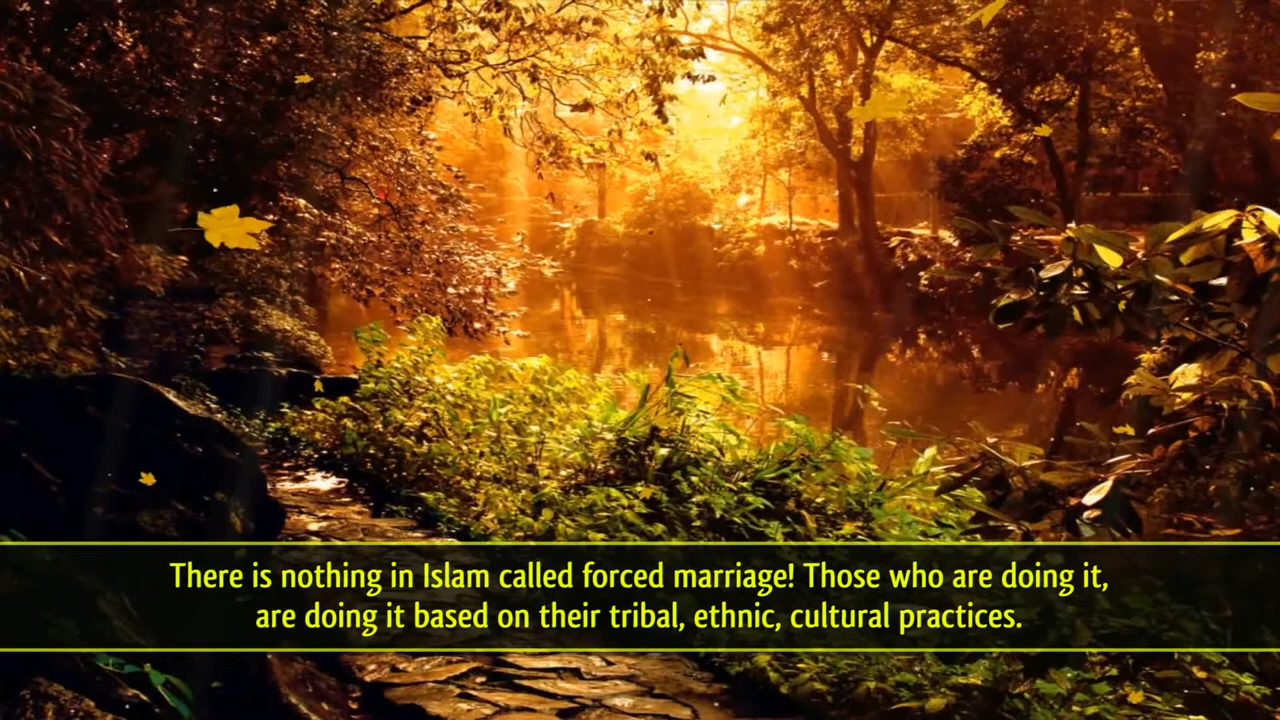 There is nothing in Islam called forced marriage! Those who are doing it,
are doing it based on their tribal, ethnic, cultural practices.